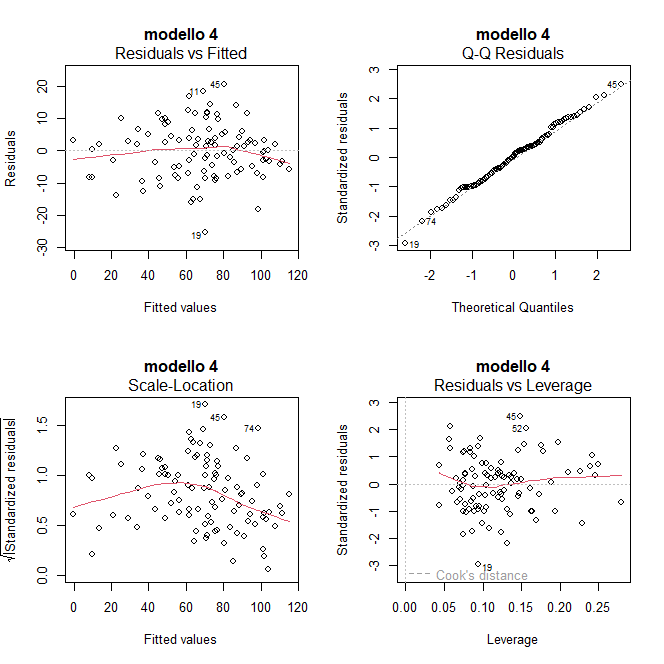 modello 4
Residuals vs Fitted
Residuals
-30 -20 -10 0 10 20
11
45
19
0 20 40 60 80 100 120
Fitted values
modello 4
Q-Q Residuals
Standardized residuals
-3 -2 -1 0 1 2 3
45
74
19
-2 -1 0 1 2
Theoretical Quantiles
modello 4
Scale-Location
√|Standardized residuals|
0.0 0.5 1.0 1.5
19
45
74
0 20 40 60 80 100 120
Fitted values
modello 4
Residuals vs Leverage
Standardized residuals
-3 -2 -1 0 1 2 3
45
52
19
Cook's distance
0.00 0.05 0.10 0.15 0.20 0.25
Leverage